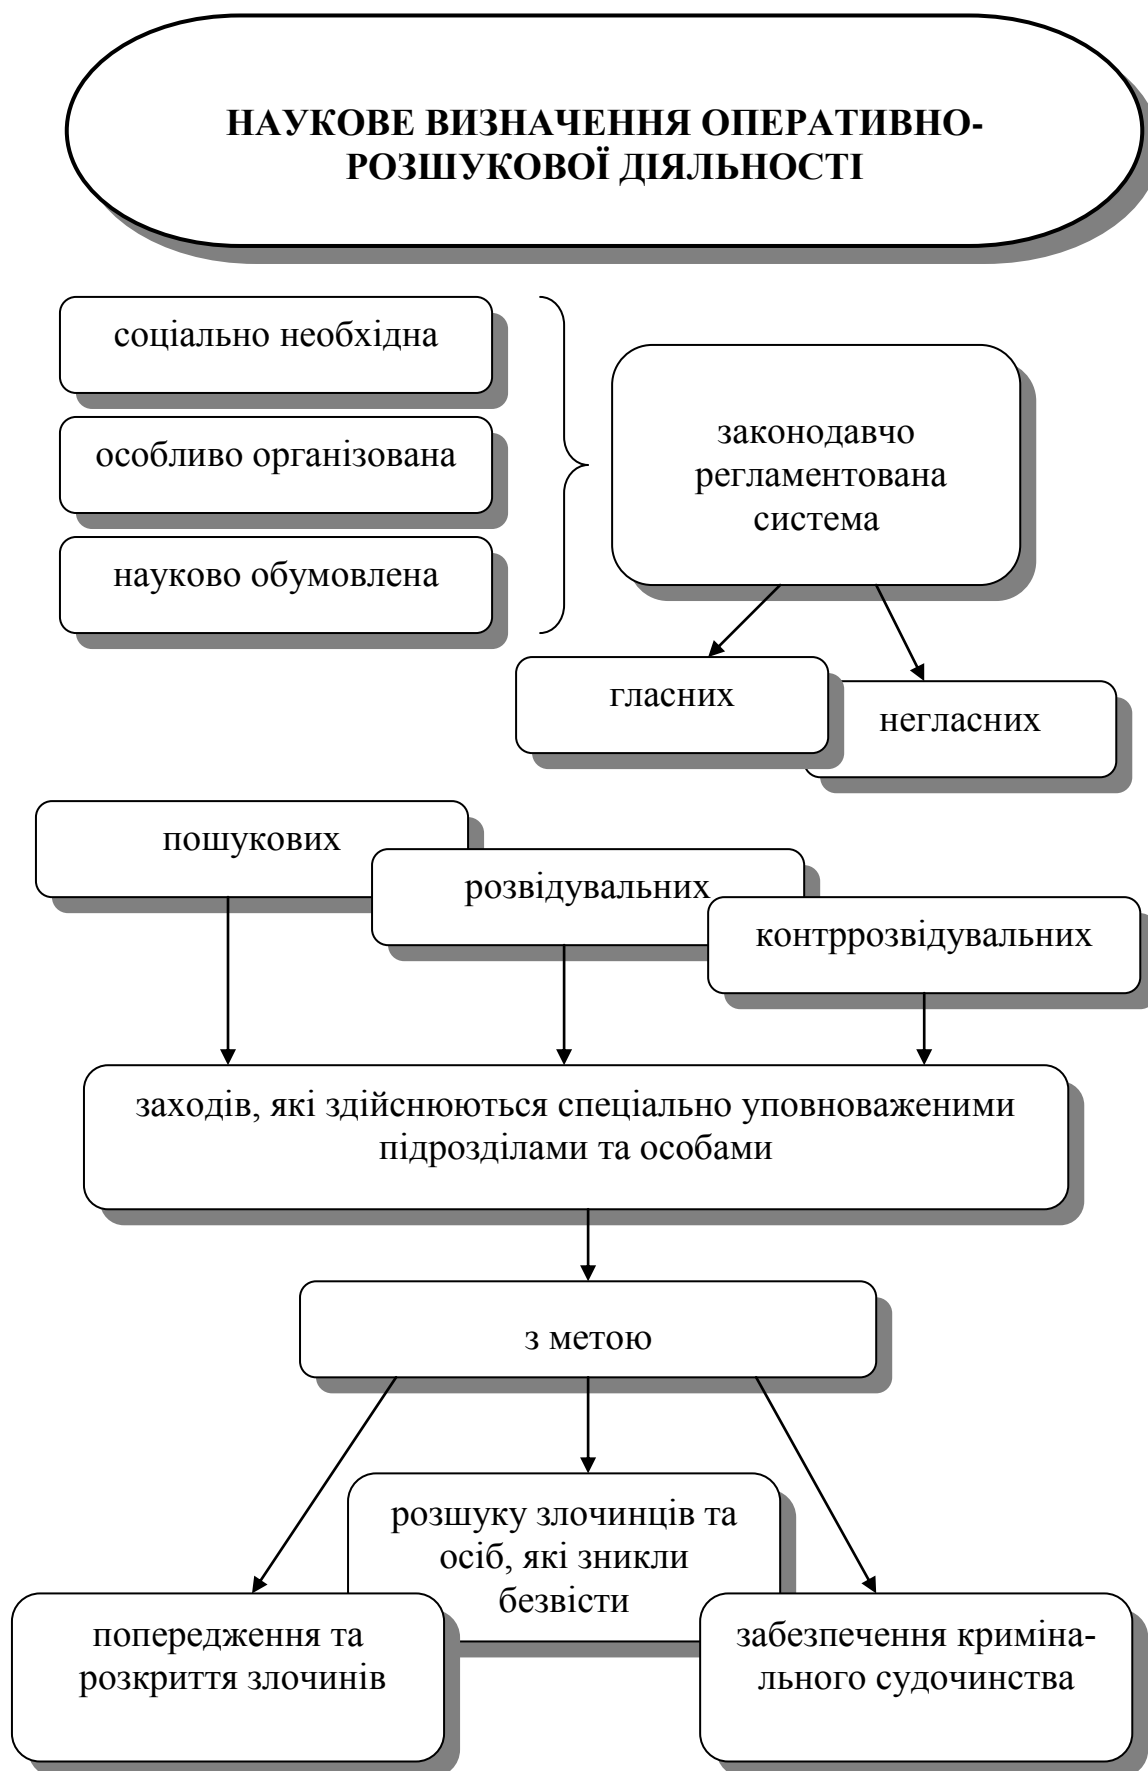 НАУКОВЕ ВИЗНАЧЕННЯ ОПЕРАТИВНО-
РОЗШУКОВОЇ ДІЯЛЬНОСТІ
соціально необхідна
особливо організована
науково обумовлена
законодавчо
регламентована
система
гласних
негласних
пошукових
розвідувальних
контррозвідувальних
заходів, які здійснюються спеціально уповноваженими
підрозділами та особами
з метою
розшуку злочинців та
осіб, які зникли
безвісти
попередження та
розкриття злочинів
забезпечення криміна-
льного судочинства